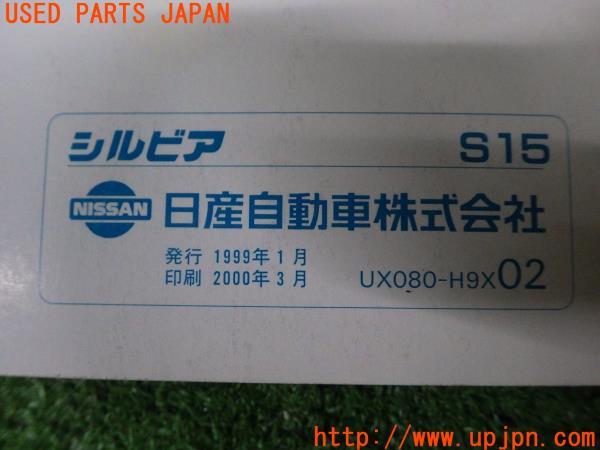 USED PARTS JAPAN
シルビア S15
NISSAN 日産自動車株式会社
発行 1999年1月
印刷 2000年3月 UX080-H9X02
UPJ
http://www.upjpn.com/